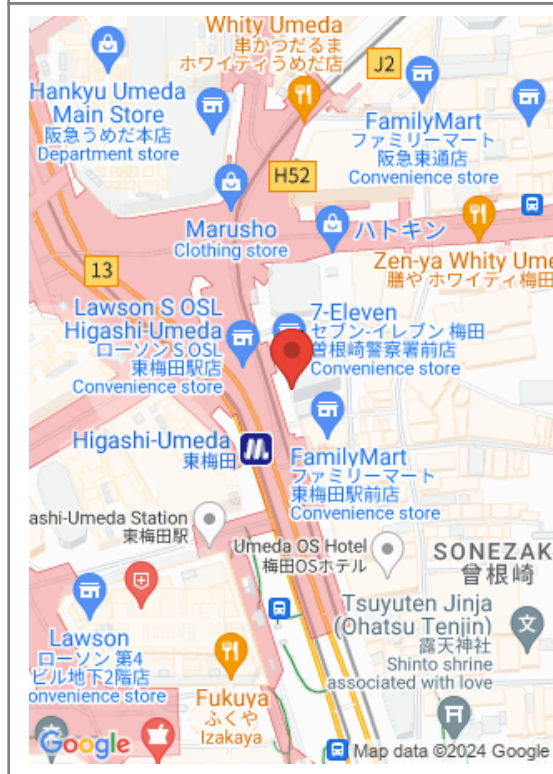 Whity Umeda
串かつだるま
ホワイティうめだ店
J2
Hankyu Umeda
Main Store
阪急うめだ本店
Department store
FamilyMart
ファミリーマート
阪急東通店
Convenience store
H52
Marusho
Clothing store
ハトキン
13
Zen-ya Whity Ume
膳や ホワイティ梅田
Lawson S OSL
Higashi-Umeda
ローソン S OSL
東梅田駅店
Convenience store
7-Eleven
セブン-イレブン 梅田
曽根崎警察署前店
Convenience store
Higashi-Umeda
東梅田
FamilyMart
ファミリーマート
東梅田駅前店
Convenience store
ashi-Umeda Station
東梅田駅
Umeda OS Hotel
梅田OSホテル
SONEZAK
曾根崎
Tsuyuten Jinja
(Ohatsu Tenjin)
露天神社
Shinto shrine
associated with love
文
Lawson
ローソン 第4
ビル地下2階店
onvenience store
Fukuya
ふくや
Izakaya
Google
Map data ©2024 Google